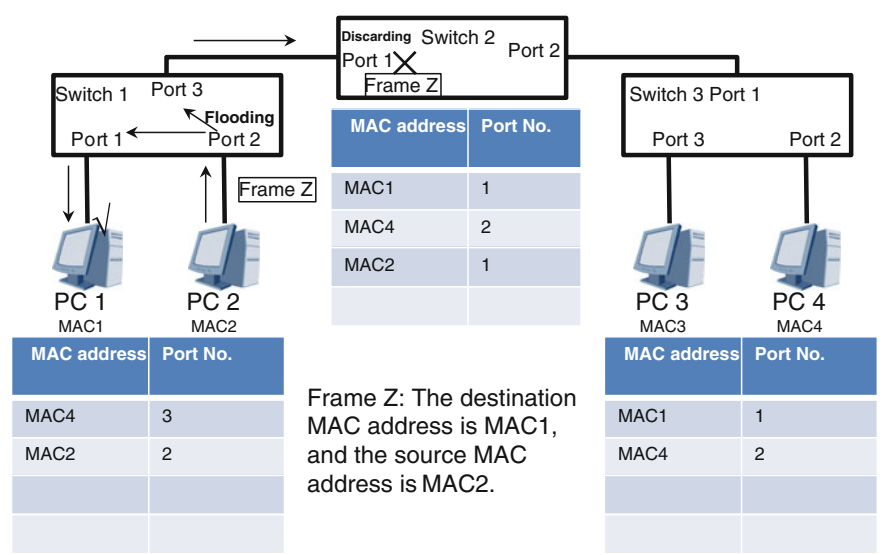 Discarding Switch 2
Port 1 Port 2
Frame Z
Switch 1 Port 3
Flooding
Port 1 Port 2
Frame Z
Switch 3 Port 1
Port 3 Port 2
MAC address Port No.
MAC1 1
MAC4 2
MAC2 1
PC 1
MAC1
PC 2
MAC2
PC 3
MAC3
PC 4
MAC4
MAC address Port No.
MAC4 3
MAC2 2
Frame Z: The destination
MAC address is MAC1,
and the source MAC
address is MAC2.
MAC address Port No.
MAC1 1
MAC4 2